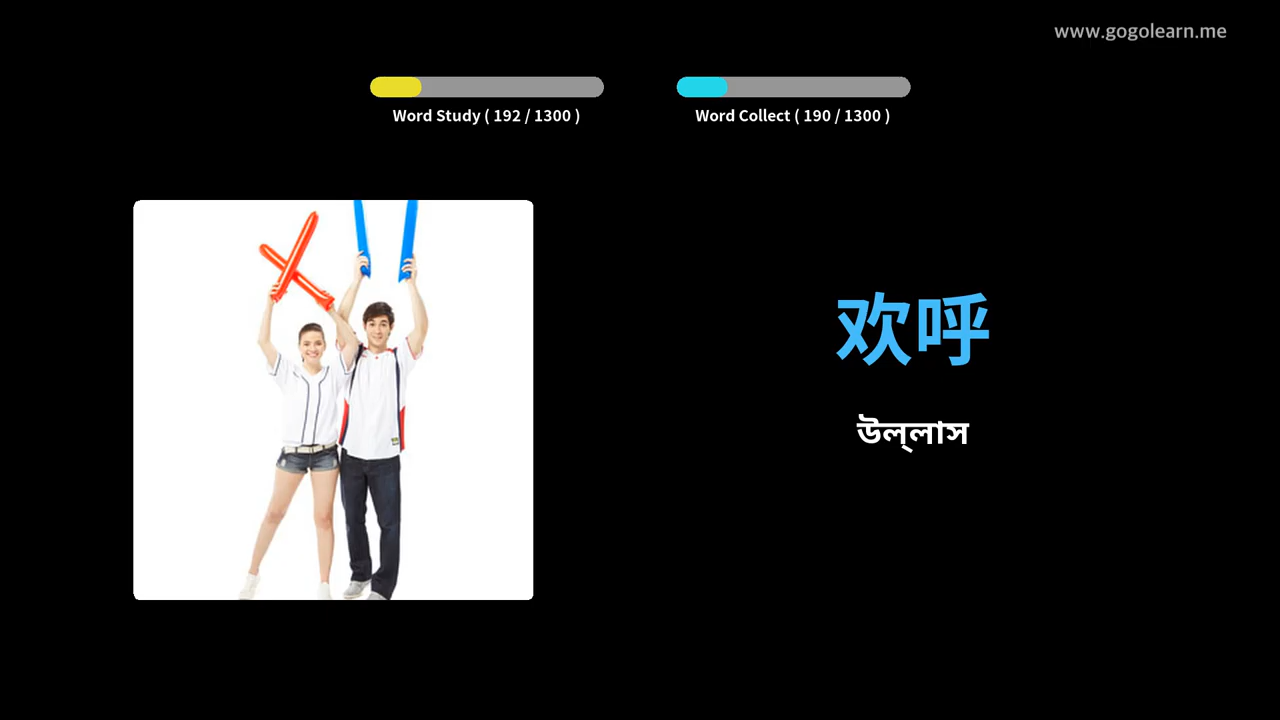 www.gogolearn.me
Word Study ( 192 / 1300 )
Word Collect ( 190 / 1300 )
欢呼
উল্‌লাস